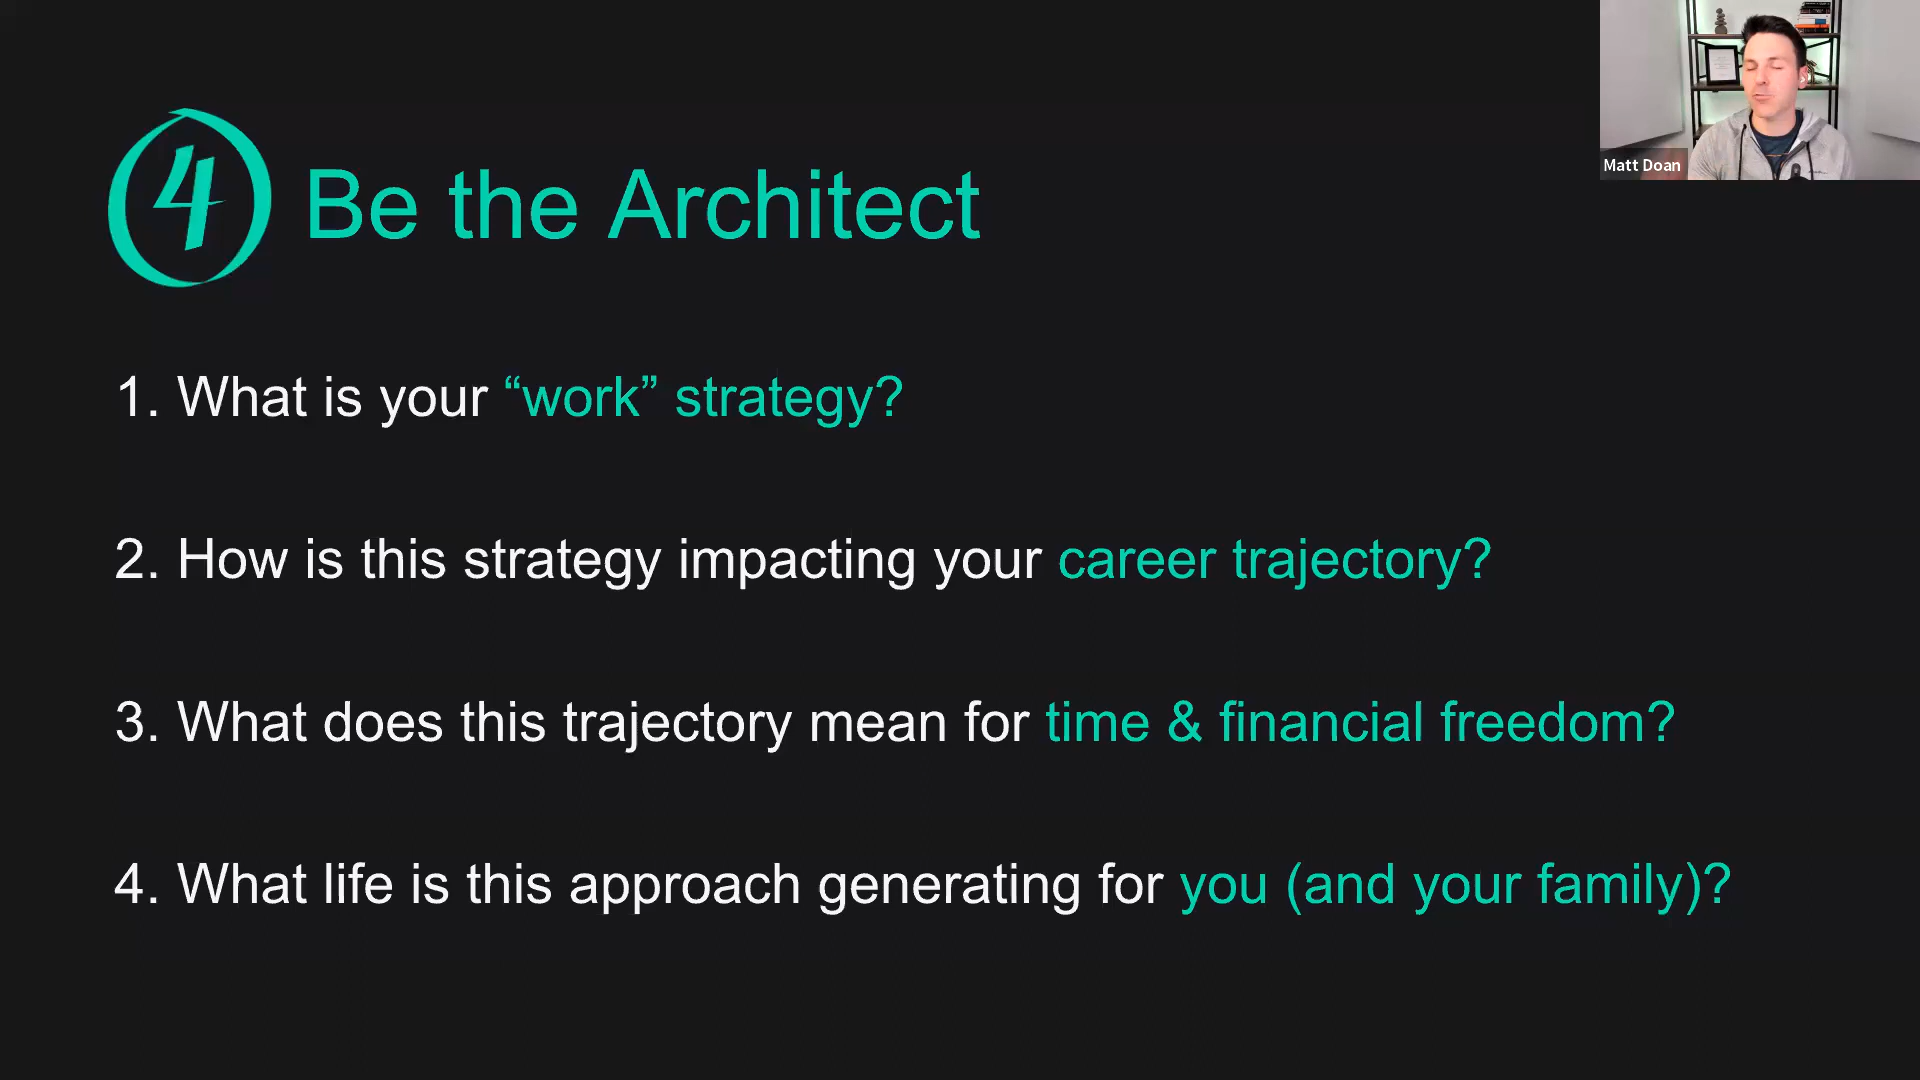 4 Be the Architect
Matt Doan
1. What is your “work” strategy?
2. How is this strategy impacting your career trajectory?
3. What does this trajectory mean for time & financial freedom?
4. What life is this approach generating for you (and your family)?